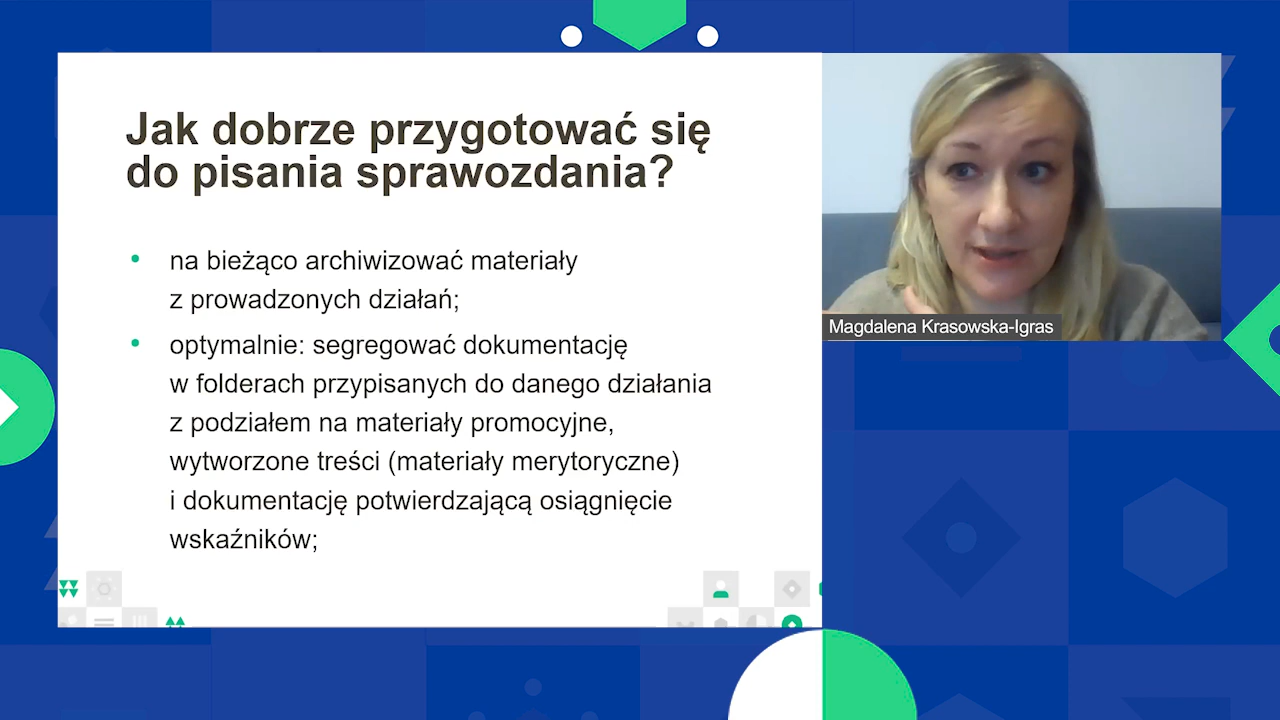 Jak dobrze przygotować się
do pisania sprawozdania?
• na bieżąco archiwizować materiały
z prowadzonych działań;
• optymalnie: segregować dokumentację
w folderach przypisanych do danego działania
z podziałem na materiały promocyjne,
wytworzone treści (materiały merytoryczne)
i dokumentację potwierdzającą osiągnięcie
wskaźników;
Magdalena Krasowska-Igras